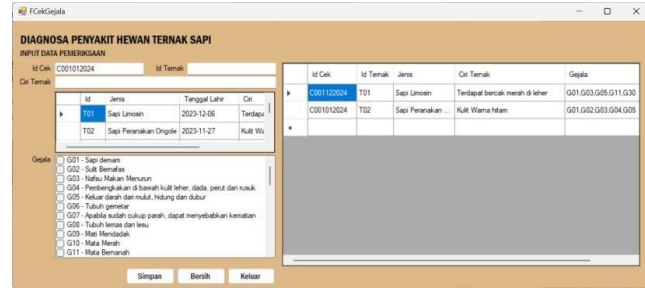 FCekGejala
DIAGNOSA PENYAKIT HEWAN TERNAK SAPI
INPUT DATA PEMERIKSAAN
Id Cek C001012024 Id Ternak
Ciri Ternak
Id Jenis Tanggal Lahir Ciri
T01 Sapi Limosin 2023-12-06 Terdapa
T02 Sapi Peranakan Ongole 2023-11-27 Kulit Wa
Gejala
G01 - Sapi demam
G02 - Sulit Bernafas
G03 - Nafsu Makan Menurun
G04 - Pembengkakan di bawah kulit leher, dada, perut dan rusuk
G05 - Keluar darah dari mulut, hidung dan dubur
G06 - Tubuh gemetar
G07 - Apabila sudah cukup parah, dapat menyebabkan kematian
G08 - Tubuh lemas dan lesu
G09 - Mati Mendadak
G10 - Mata Merah
G11 - Mata Bernanah
Simpan Bersih Keluar
Id Cek Id Ternak Jenis Ciri Ternak Gejala
C001122024 T01 Sapi Limosin Terdapat bercak merah di leher G01,G03,G05,G11,G30
C001012024 T02 Sapi Peranakan ... Kulit Warna hitam G01,G02,G03,G04,G05